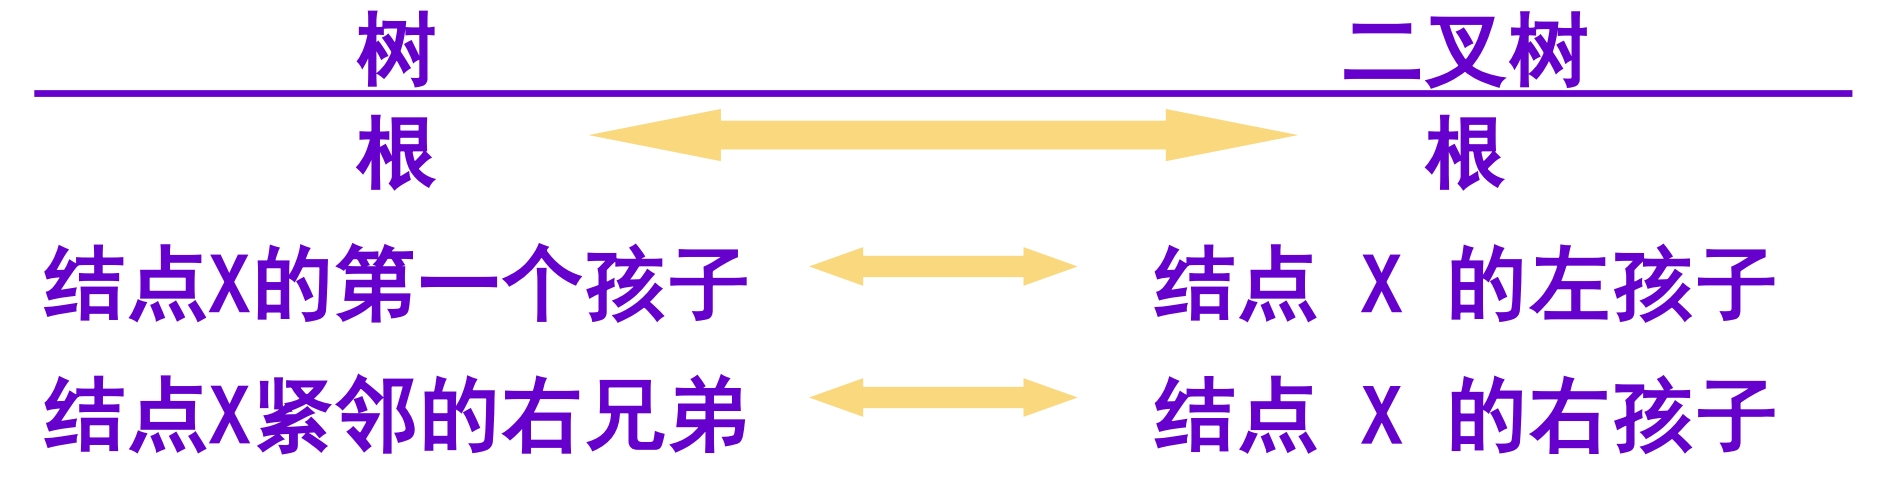 树 二叉树
根 根
结点X的第一个孩子 结点 X 的左孩子
结点X紧邻的右兄弟 结点 X 的右孩子